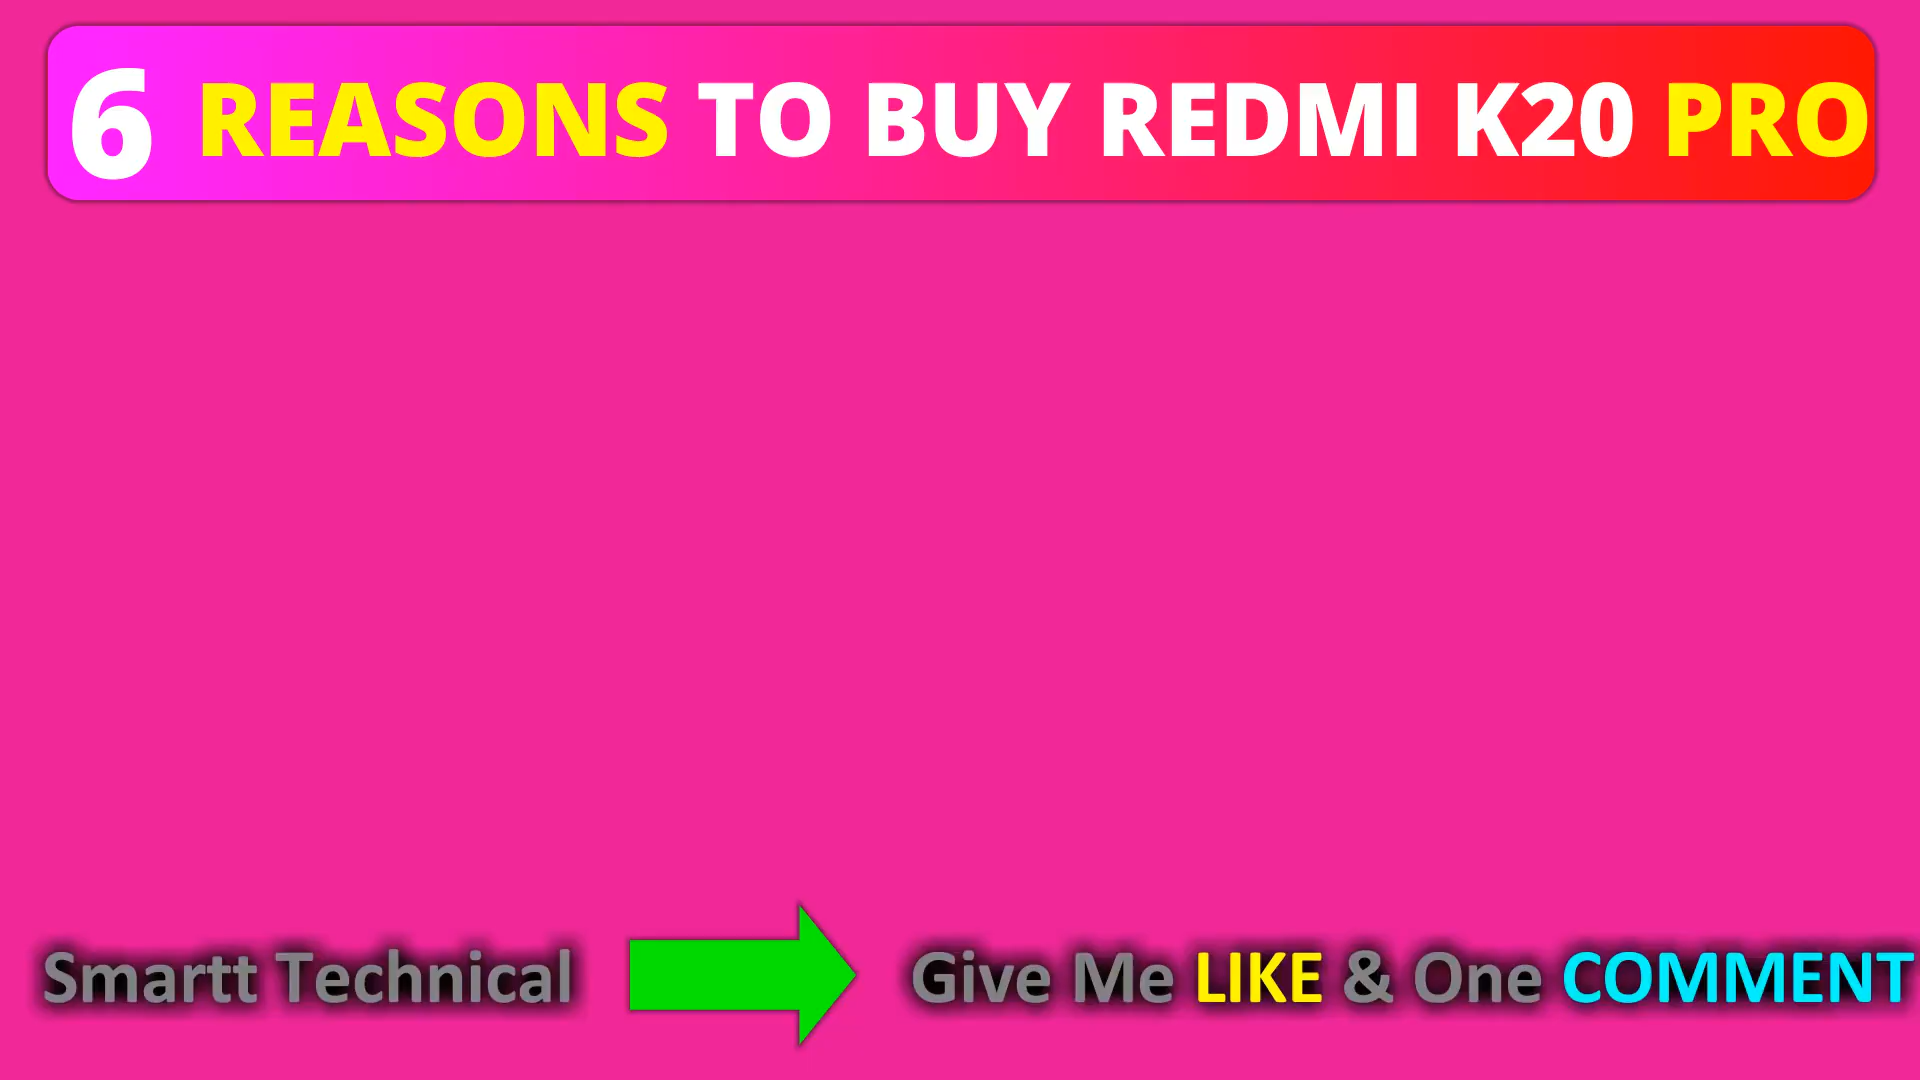 6 REASONS TO BUY REDMI K20 PRO
Smartt Technical Give Me LIKE & One COMMENT